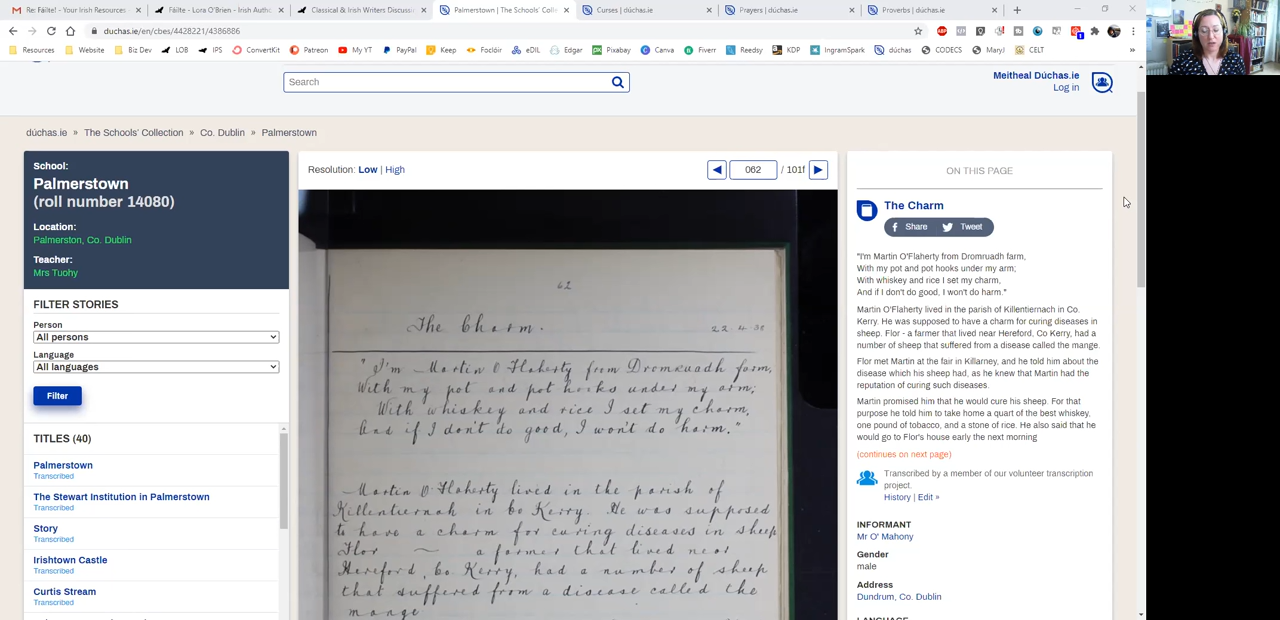 Re: Fáilte! - Your Irish Resources
Fáilte - Lora O'Brien - Irish Auth
Classical & Irish Writers Discussi
Palmerstown | The Schools' Coll
Curses | dúchas.ie
Prayers | dúchas.ie
Proverbs | dúchas.ie
duchas.ie/en/cbes/4428221/4386886
Resources Website Biz Dev LOB IPS ConvertKit Patreon My YT PayPal Keep Foclóir eDIL Edgar Pixabay Canva Fiverr Reedsy KDP IngramSpark dúchas CODECS MaryJ CELT »
Search
Meitheal Dúchas.ie
Log in
dúchas.ie » The Schools' Collection » Co. Dublin » Palmerstown
School:
Palmerstown
(roll number 14080)
Location:
Palmerston, Co. Dublin
Teacher:
Mrs Tuohy
FILTER STORIES
Person
All persons
Language
All languages
Filter
TITLES (40)
Palmerstown
Transcribed
The Stewart Institution in Palmerstown
Transcribed
Story
Transcribed
Irishtown Castle
Transcribed
Curtis Stream
Transcribed
Resolution: Low | High
062 / 101f
62
The Charm.
"I'm Martin O'Flaherty from Dromruadh farm,
With my pot and pot hooks under my arm;
With whiskey and rice I set my charm,
And if I don't do good, I won't do harm."
Martin O'Flaherty lived in the parish of
Killentiernach in Co Kerry. He was supposed
to have a charm for curing diseases in sheep
Flor — a farmer that lived near
Hereford, Co Kerry, had a number of sheep
that suffered from a disease called the
mange
ON THIS PAGE
The Charm
Share Tweet
"I'm Martin O'Flaherty from Dromruadh farm,
With my pot and pot hooks under my arm;
With whiskey and rice I set my charm,
And if I don't do good, I won't do harm."
Martin O'Flaherty lived in the parish of Killentiernach in Co.
Kerry. He was supposed to have a charm for curing diseases in
sheep. Flor - a farmer that lived near Hereford, Co Kerry, had a
number of sheep that suffered from a disease called the mange.
Flor met Martin at the fair in Killarney, and he told him about the
disease which his sheep had, as he knew that Martin had the
reputation of curing such diseases.
Martin promised him that he would cure his sheep. For that
purpose he told him to take home a quart of the best whiskey,
one pound of tobacco, and a stone of rice. He also said that he
would go to Flor's house early the next morning
(continues on next page)
Transcribed by a member of our volunteer transcription
project.
History | Edit »
INFORMANT
Mr O' Mahony
Gender
male
Address
Dundrum, Co. Dublin
LANGUAGE